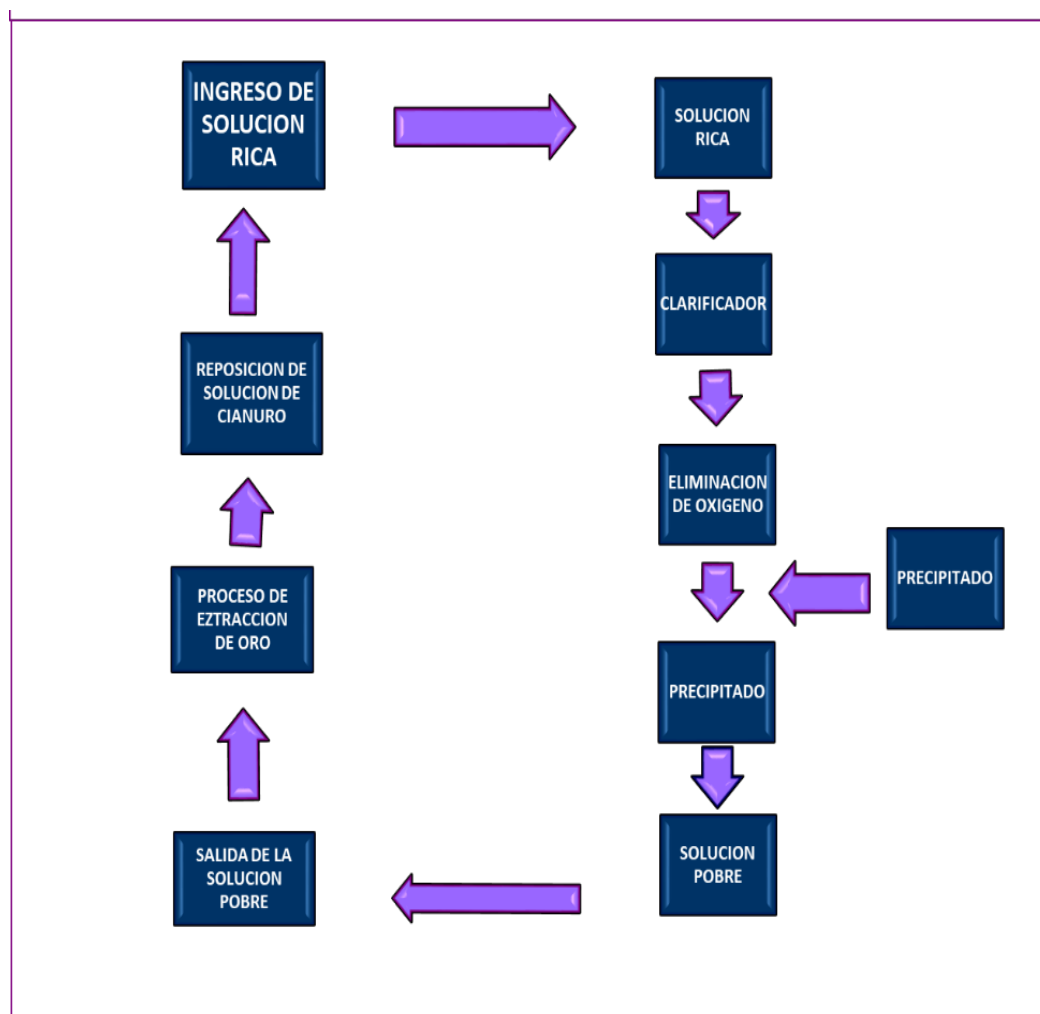 INGRESO DE
SOLUCION
RICA
SOLUCION
RICA
CLARIFICADOR
ELIMINACION
DE OXIGENO
PRECIPITADO
PRECIPITADO
SOLUCION
POBRE
SALIDA DE LA
SOLUCION
POBRE
PROCESO DE
EZTRACCION
DE ORO
REPOSICION DE
SOLUCION DE
CIANURO